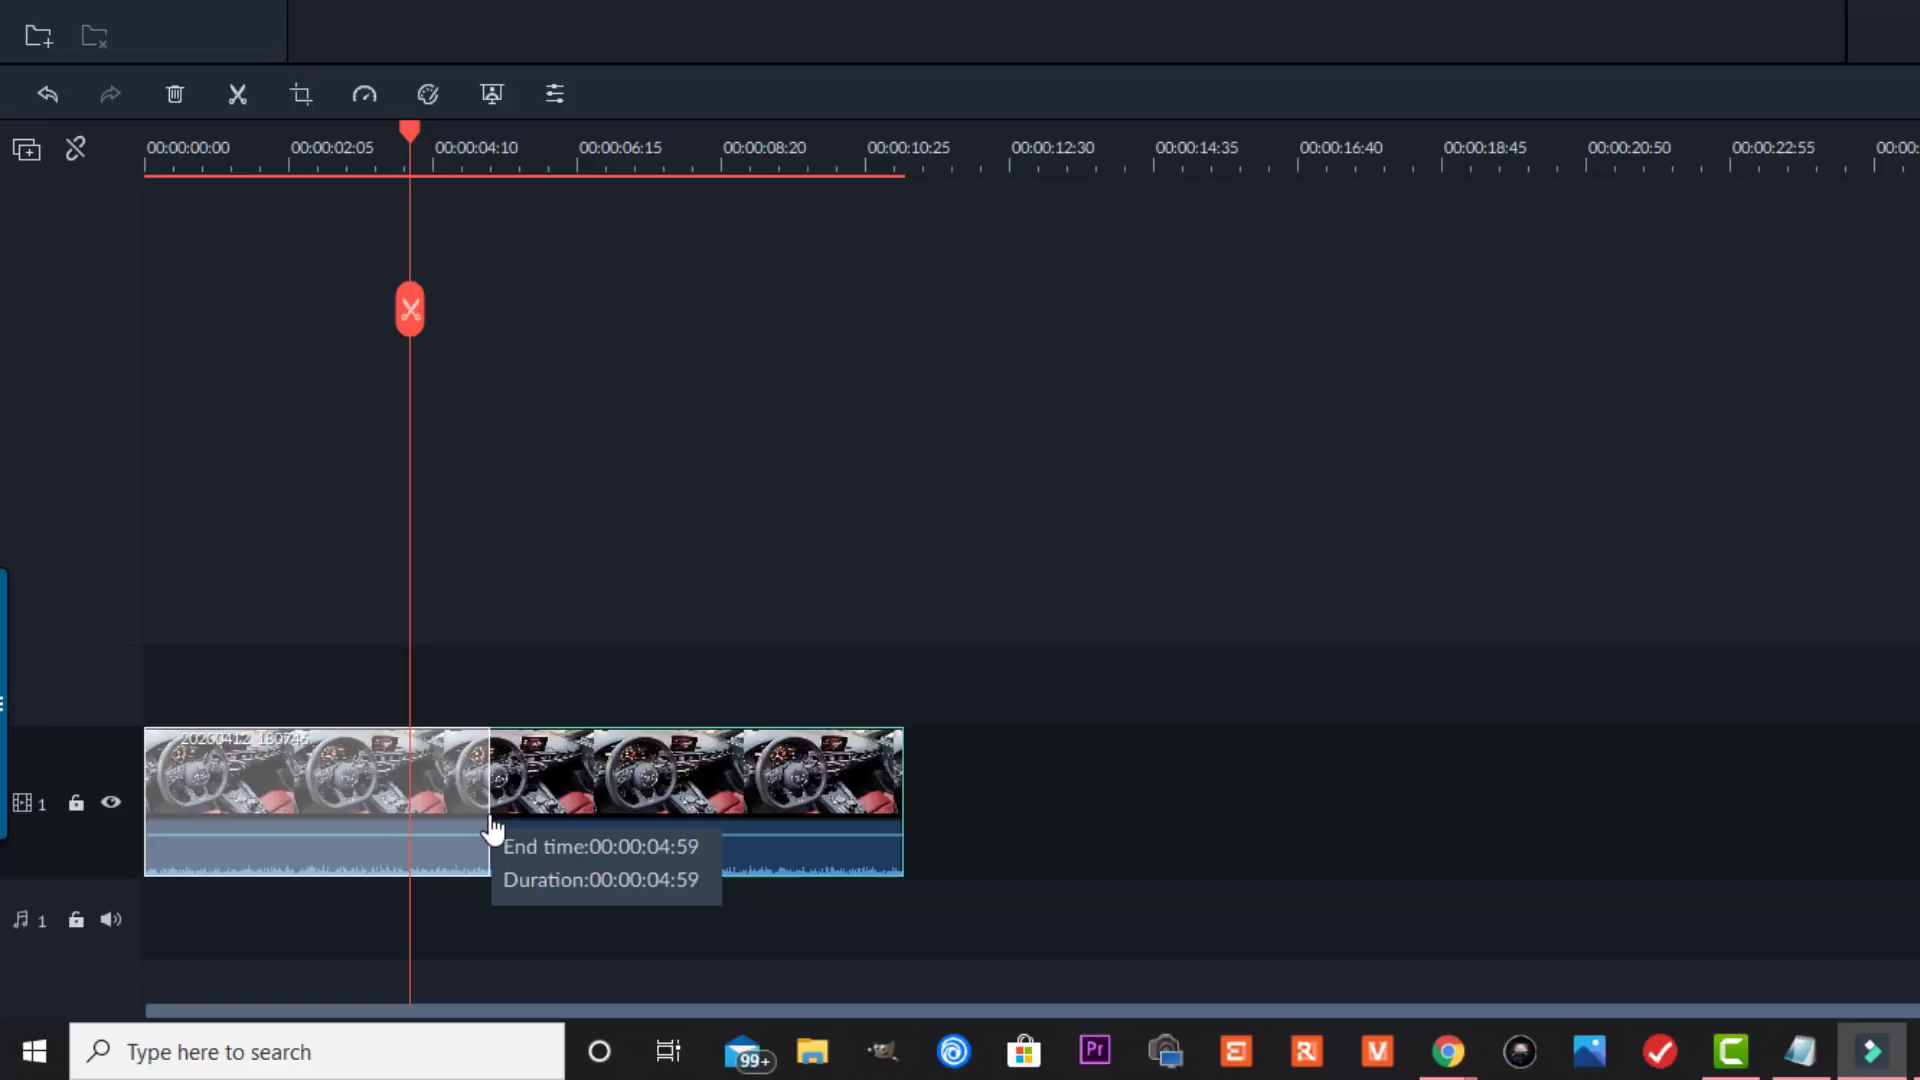 00:00:00:00 00:00:02:05 00:00:04:10 00:00:06:15 00:00:08:20 00:00:10:25 00:00:12:30 00:00:14:35 00:00:16:40 00:00:18:45 00:00:20:50 00:00:22:55 00:00:
20200412_180746
1
End time:00:00:04:59
Duration:00:00:04:59
1
Type here to search
99+
Pr